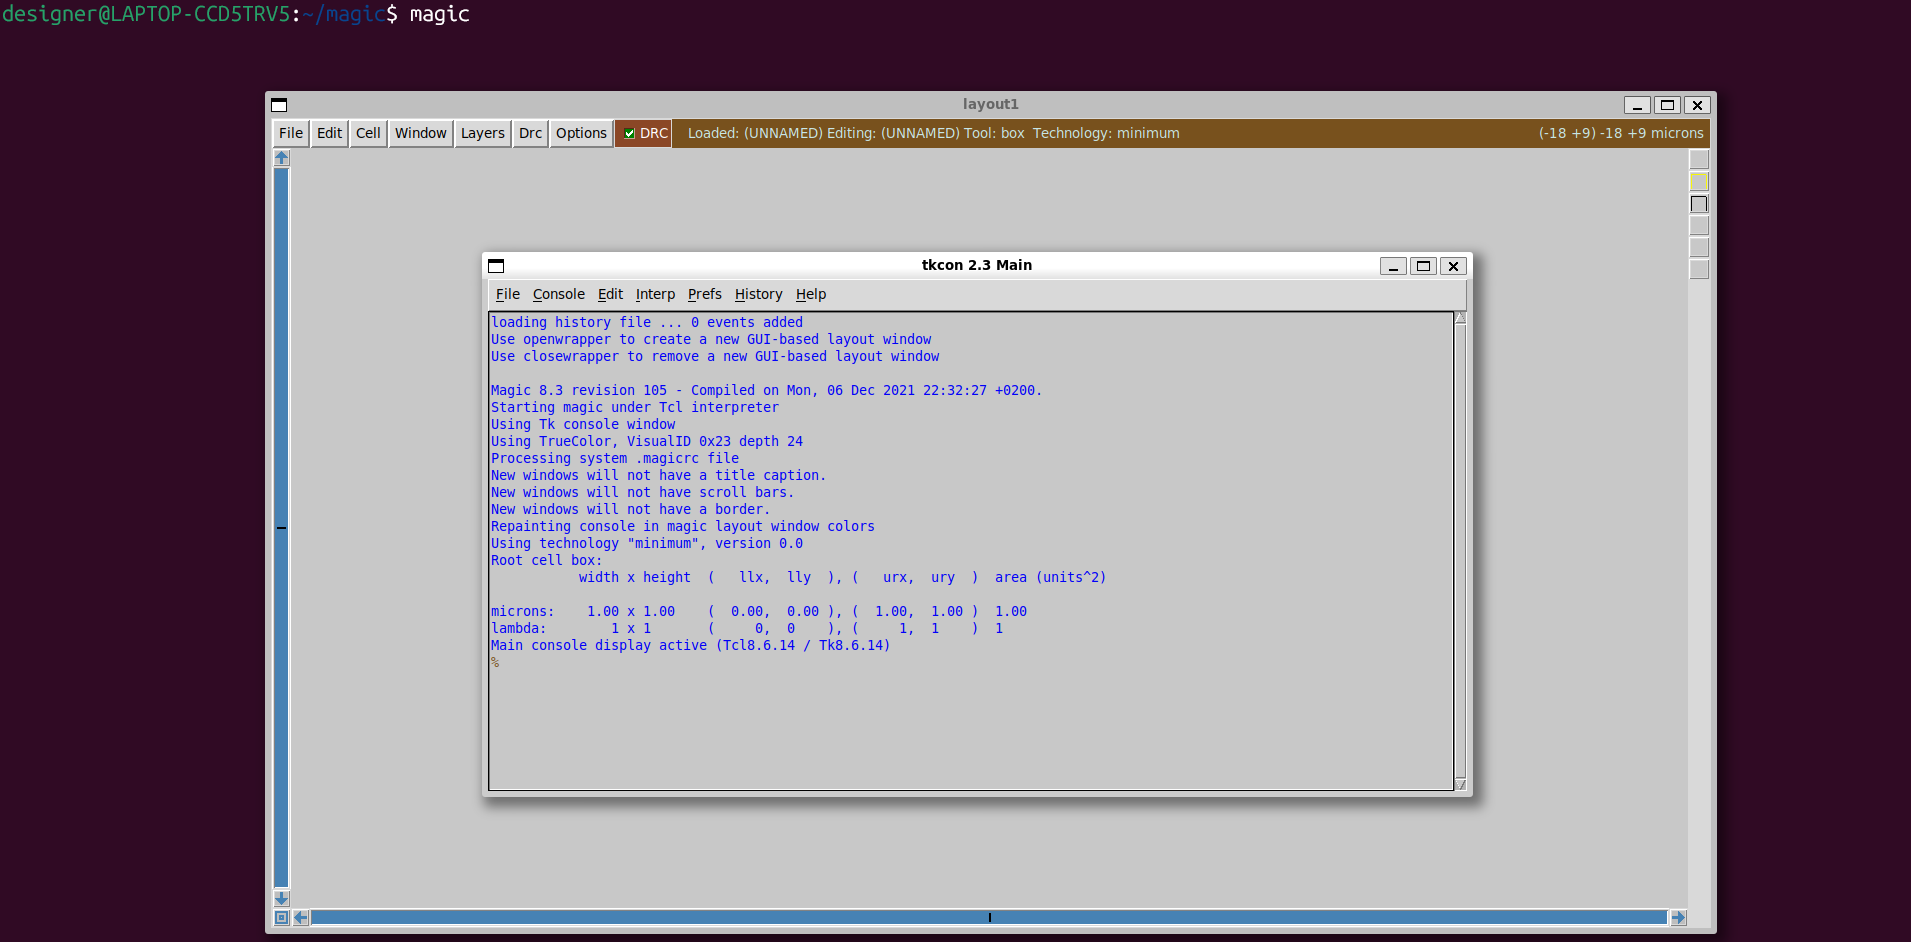 designer@LAPTOP-CCD5TRV5:~/magic$ magic
layout1
File Edit Cell Window Layers Drc Options DRC Loaded: (UNNAMED) Editing: (UNNAMED) Tool: box Technology: minimum (-18 +9) -18 +9 microns
tkcon 2.3 Main
File Console Edit Interp Prefs History Help
loading history file ... 0 events added
Use openwrapper to create a new GUI-based layout window
Use closewrapper to remove a new GUI-based layout window
Magic 8.3 revision 105 - Compiled on Mon, 06 Dec 2021 22:32:27 +0200.
Starting magic under Tcl interpreter
Using Tk console window
Using TrueColor, VisualID 0x23 depth 24
Processing system .magicrc file
New windows will not have a title caption.
New windows will not have scroll bars.
New windows will not have a border.
Repainting console in magic layout window colors
Using technology "minimum", version 0.0
Root cell box:
width x height ( llx, lly ), ( urx, ury ) area (units^2)
microns: 1.00 x 1.00 ( 0.00, 0.00 ), ( 1.00, 1.00 ) 1.00
lambda: 1 x 1 ( 0, 0 ), ( 1, 1 ) 1
Main console display active (Tcl8.6.14 / Tk8.6.14)
%